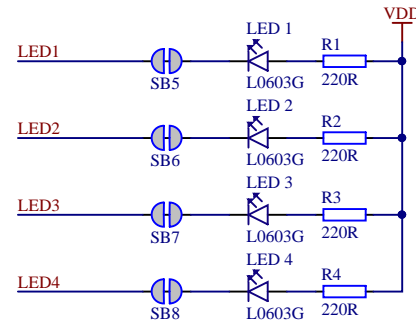 VDD
LED 1
R1
LED1
SB5
L0603G
220R
LED 2
R2
LED2
SB6
L0603G
220R
LED 3
R3
LED3
SB7
L0603G
220R
LED 4
R4
LED4
SB8
L0603G
220R